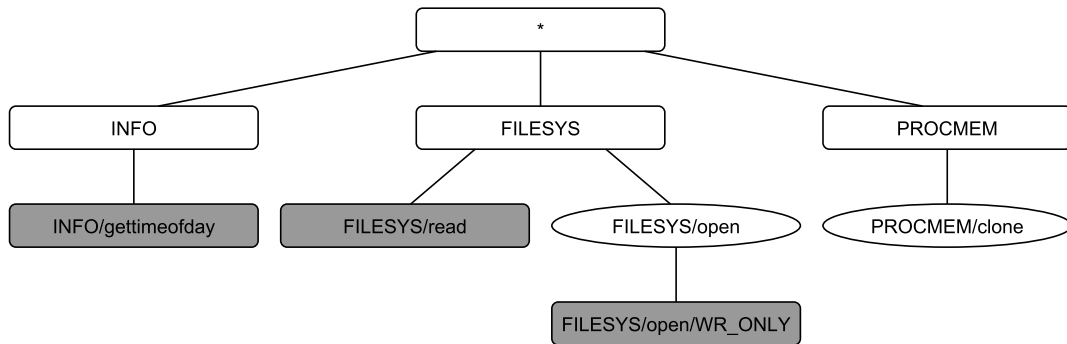 *
INFO
FILESYS
PROCMEM
INFO/gettimeofday
FILESYS/read
FILESYS/open
PROCMEM/clone
FILESYS/open/WR_ONLY